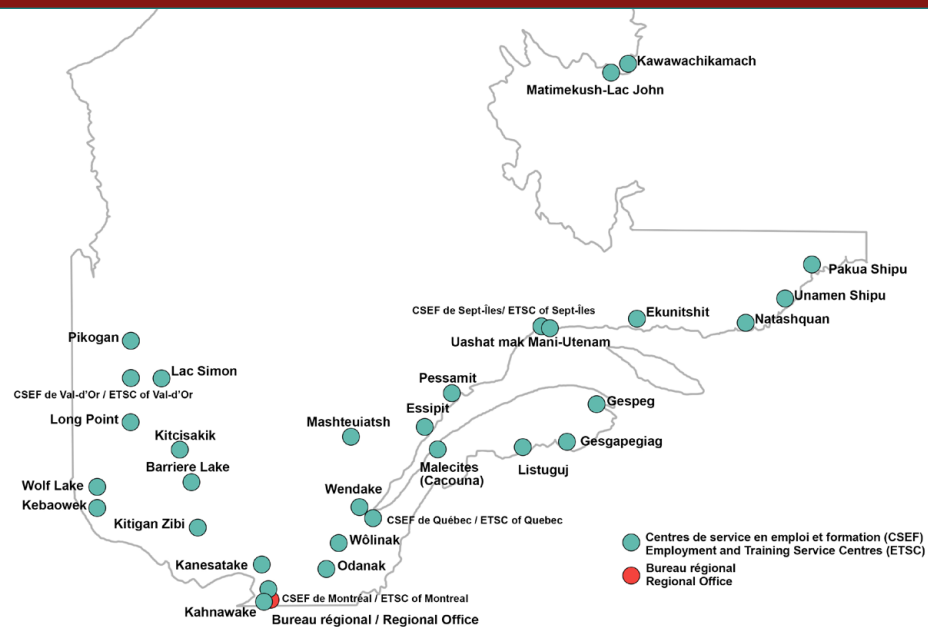 Kawawachikamach
Matimekush-Lac John
Pakua Shipu
Unamen Shipu
CSEF de Sept-Îles/ ETSC of Sept-Îles
Ekunitshit
Natashquan
Uashat mak Mani-Utenam
Pikogan
Lac Simon
CSEF de Val-d'Or / ETSC of Val-d'Or
Pessamit
Essipit
Gespeg
Long Point
Mashteuiatsh
Kitcisakik
Gesgapegiag
Barriere Lake
Malecites
(Cacouna)
Listuguj
Wolf Lake
Wendake
Kebaowek
CSEF de Québec / ETSC of Quebec
Kitigan Zibi
Wôlinak
Centres de service en emploi et formation (CSEF)
Employment and Training Service Centres (ETSC)
Kanesatake
Odanak
Bureau régional
Regional Office
CSEF de Montréal / ETSC of Montreal
Kahnawake
Bureau régional / Regional Office